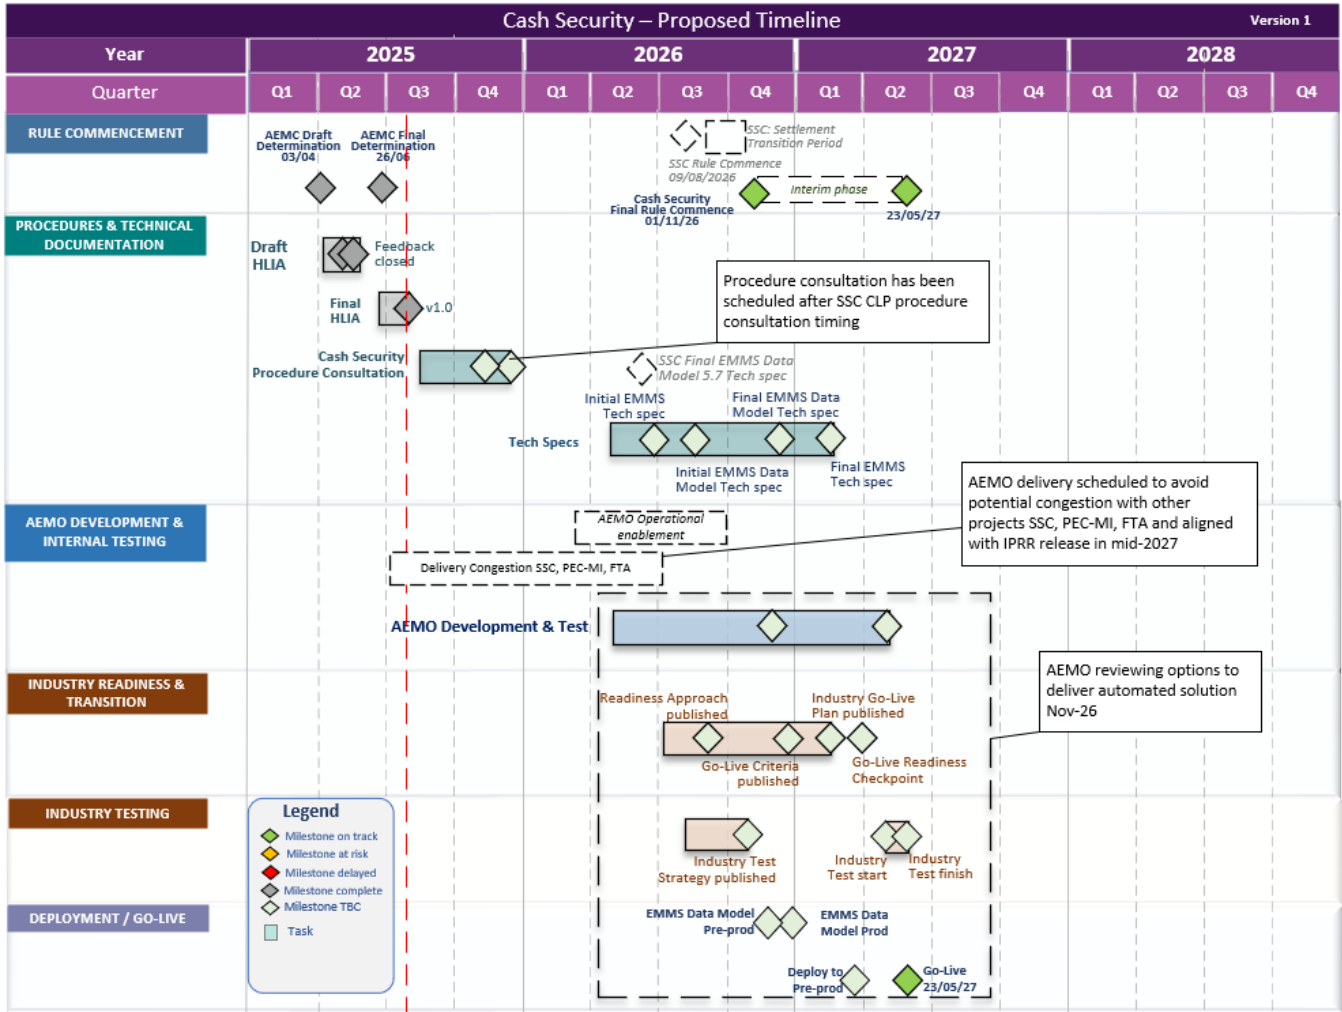 Cash Security – Proposed Timeline
Version 1
Year
2025
2026
2027
2028
Quarter
Q1
Q2
Q3
Q4
Q1
Q2
Q3
Q4
Q1
Q2
Q4
Q1
Q2
Q3
Q4
RULE COMMENCEMENT
AEMC Draft
Determination
03/04
AEMC Final
Determination
26/06
SSC: Settlement
Transition Period
SSC Rule Commence
09/08/2026
Cash Security
Final Rule Commence
01/11/26
Interim phase
23/05/27
PROCEDURES & TECHNICAL
DOCUMENTATION
Draft
HLIA
Feedback
closed
Final
HLIA
v1.0
Procedure consultation has been
scheduled after SSC CLP procedure
consultation timing
Cash Security
Procedure Consultation
SSC Final EMMS Data
Model 5.7 Tech spec
Initial EMMS
Tech spec
Final EMMS Data
Model Tech spec
Tech Specs
Initial EMMS Data
Model Tech spec
Final EMMS
Tech spec
AEMO DEVELOPMENT &
INTERNAL TESTING
AEMO Operational
enablement
Delivery Congestion SSC, PEC-MI, FTA
AEMO delivery scheduled to avoid
potential congestion with other
projects SSC, PEC-MI, FTA and aligned
with IPRR release in mid-2027
AEMO Development & Test
INDUSTRY READINESS &
TRANSITION
Readiness Approach
published
Industry Go-Live
Plan published
Go-Live Criteria
published
Go-Live Readiness
Checkpoint
AEMO reviewing options to
deliver automated solution
Nov-26
INDUSTRY TESTING
Industry Test
Strategy published
Industry
Test start
Industry
Test finish
Legend
Milestone on track
Milestone at risk
Milestone delayed
Milestone complete
Milestone TBC
Task
DEPLOYMENT / GO-LIVE
EMMS Data Model
Pre-prod
EMMS Data
Model Prod
Deploy to
Pre-prod
Go-Live
23/05/27